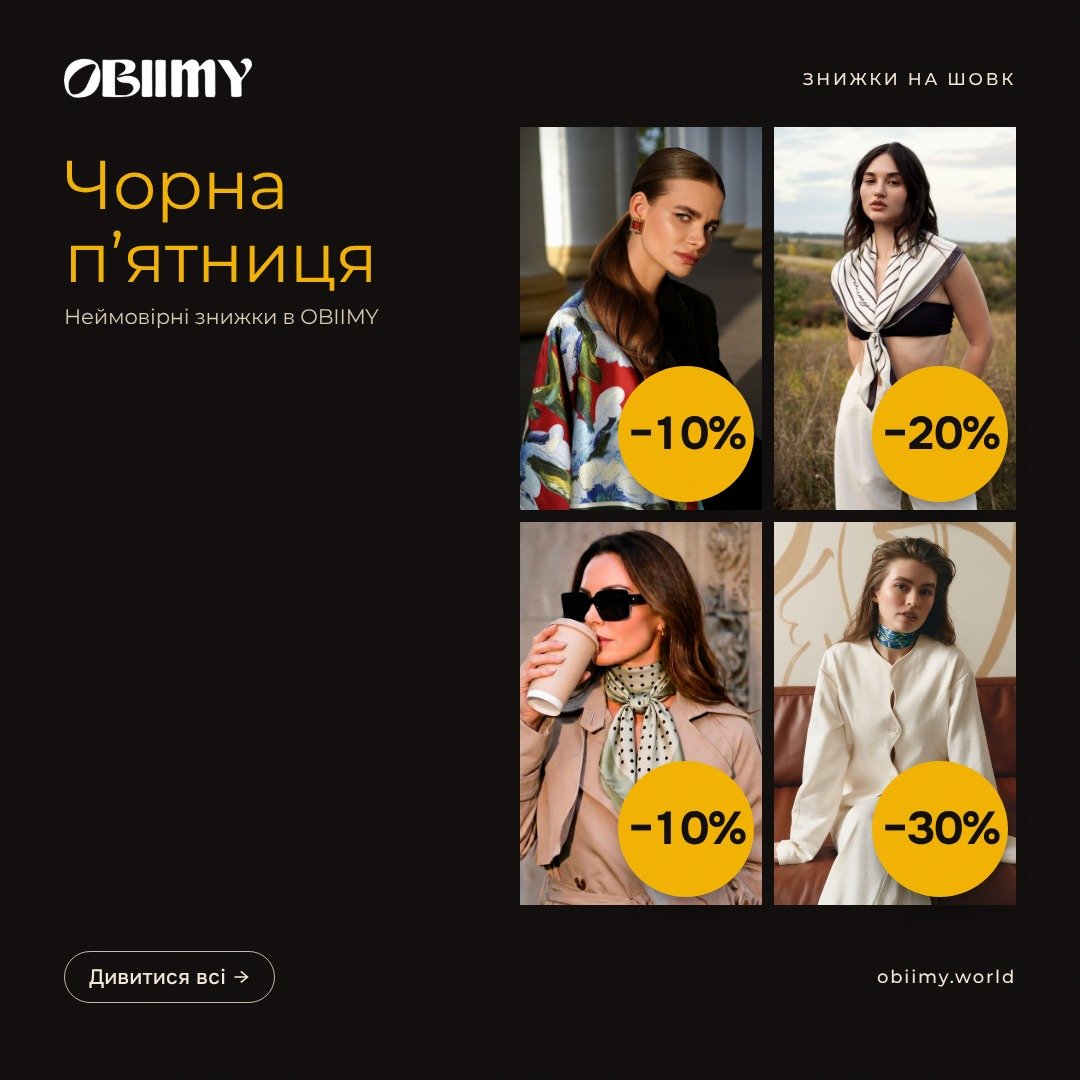 OBIIMY
ЗНИЖКИ НА ШОВК
Чорна
п’ятниця
Неймовірні знижки в OBIIMY
-10%
-20%
-10%
-30%
Дивитися всі →
obiimy.world